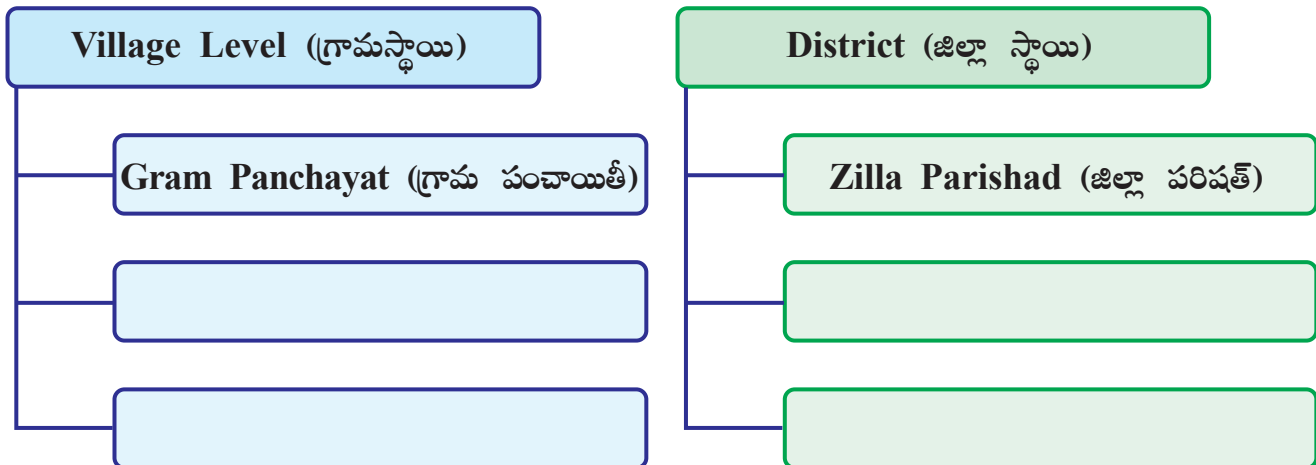 Village Level (గ్రామస్థాయి)
Gram Panchayat (గ్రామ పంచాయితీ)
District (జిల్లా స్థాయి)
Zilla Parishad (జిల్లా పరిషత్)